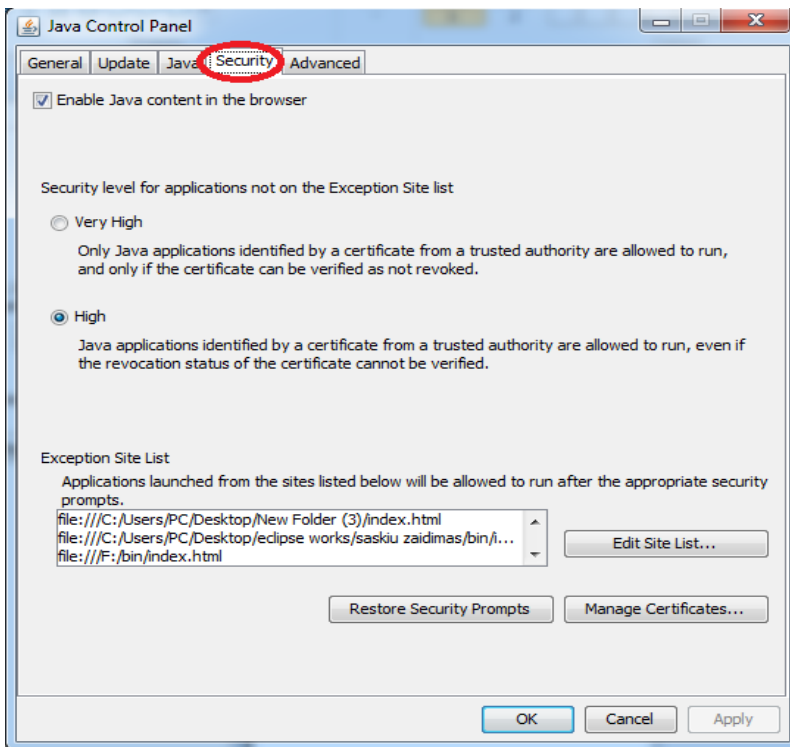 Java Control Panel
General Update Java Security Advanced
Enable Java content in the browser
Security level for applications not on the Exception Site list
Very High
Only Java applications identified by a certificate from a trusted authority are allowed to run,
and only if the certificate can be verified as not revoked.
High
Java applications identified by a certificate from a trusted authority are allowed to run, even if
the revocation status of the certificate cannot be verified.
Exception Site List
Applications launched from the sites listed below will be allowed to run after the appropriate security
prompts.
file:///C:/Users/PC/Desktop/New Folder (3)/index.html
file:///C:/Users/PC/Desktop/eclipse works/saskiu zaidimas/bin/i...
file:///F:/bin/index.html
Edit Site List...
Restore Security Prompts Manage Certificates...
OK Cancel Apply